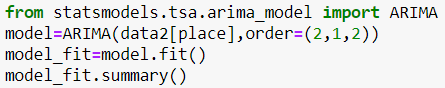 from statsmodels.tsa.arima_model import ARIMA
model=ARIMA(data2[place],order=(2,1,2))
model_fit=model.fit()
model_fit.summary()